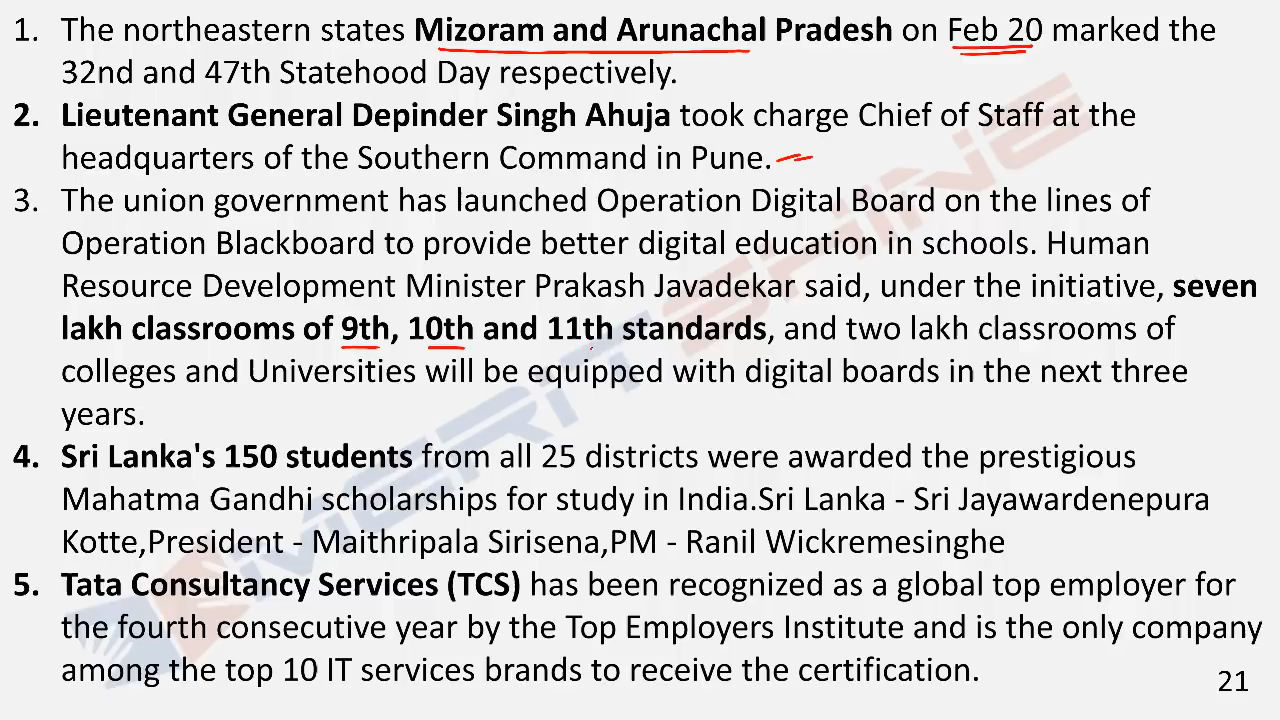 1. The northeastern states Mizoram and Arunachal Pradesh on Feb 20 marked the
32nd and 47th Statehood Day respectively.
2. Lieutenant General Depinder Singh Ahuja took charge Chief of Staff at the
headquarters of the Southern Command in Pune.
3. The union government has launched Operation Digital Board on the lines of
Operation Blackboard to provide better digital education in schools. Human
Resource Development Minister Prakash Javadekar said, under the initiative, seven
lakh classrooms of 9th, 10th and 11th standards, and two lakh classrooms of
colleges and Universities will be equipped with digital boards in the next three
years.
4. Sri Lanka's 150 students from all 25 districts were awarded the prestigious
Mahatma Gandhi scholarships for study in India.Sri Lanka - Sri Jayawardenepura
Kotte,President - Maithripala Sirisena,PM - Ranil Wickremesinghe
5. Tata Consultancy Services (TCS) has been recognized as a global top employer for
the fourth consecutive year by the Top Employers Institute and is the only company
among the top 10 IT services brands to receive the certification.
21